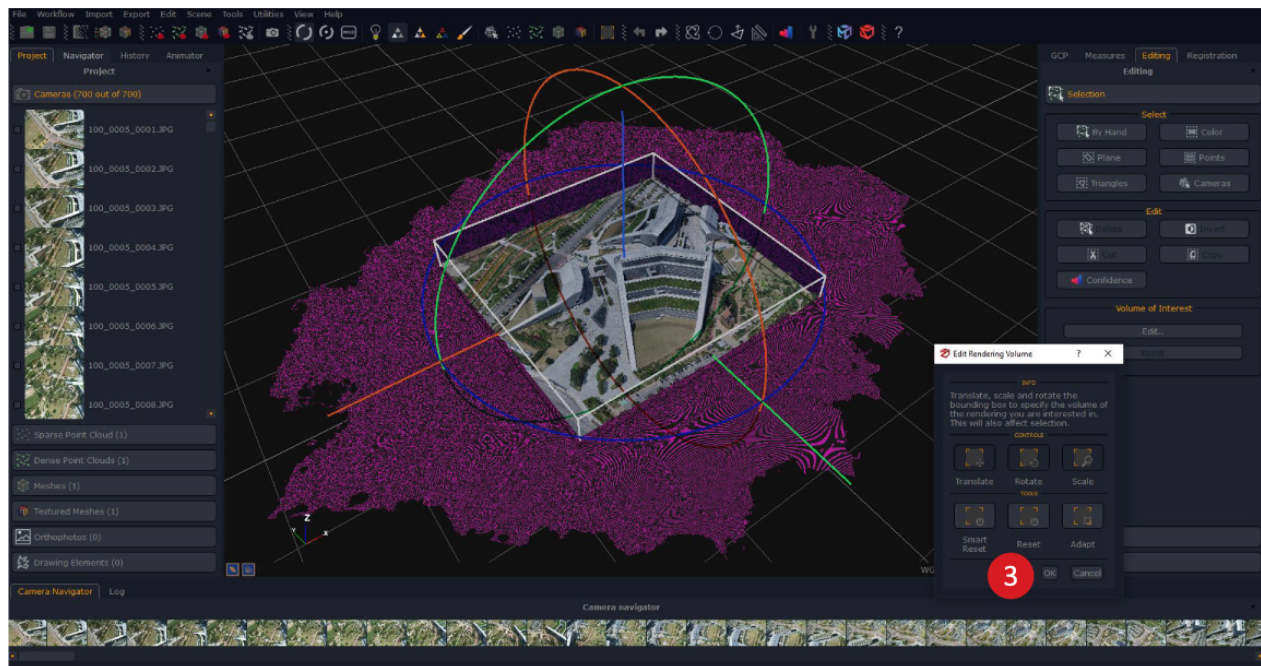 File Workflow Import Export Edit Scene Tools Utilities View Help
Project Navigator History Animator
Project
Cameras (700 out of 700)
100_0005_0001.JPG
100_0005_0002.JPG
100_0005_0003.JPG
100_0005_0004.JPG
100_0005_0005.JPG
100_0005_0006.JPG
100_0005_0007.JPG
100_0005_0008.JPG
Sparse Point Cloud (1)
Dense Point Clouds (1)
Meshes (1)
Textured Meshes (1)
Orthophotos (0)
Drawing Elements (0)
Z
Y
X
WG
GCP Measures Editing Registration
Editing
Selection
Select
By Hand Color
Plane Points
Triangles Cameras
Edit
Delete Invert
Cut Copy
Confidence
Volume of Interest
Edit..
Reset
Edit Rendering Volume ? X
INFO
Translate, scale and rotate the
bounding box to specify the volume of
the rendering you are interested in.
This will also affect selection.
CONTROLS
Translate Rotate Scale
TOOLS
Smart
Reset Reset Adapt
3
OK Cancel
Camera Navigator Log
Camera navigator